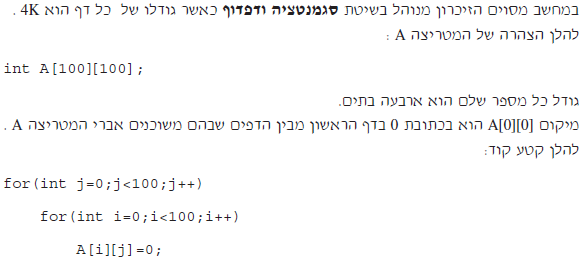 במחשב מסוים הזיכרון מנוהל בשיטת סגמנטציה ודפדוף כאשר גודלו של כל דף הוא 4K .
להלן הצהרה של המטריצה A :
int A[100][100];
גודל כל מספר שלם הוא ארבעה בתים.
מיקום A[0][0] הוא בכתובת 0 בדף הראשון מבין הדפים שבהם משוכנים אברי המטריצה A .
להלן קטע קוד:
for(int j=0;j<100;j++)
for(int i=0;i<100;i++)
A[i][j]=0;